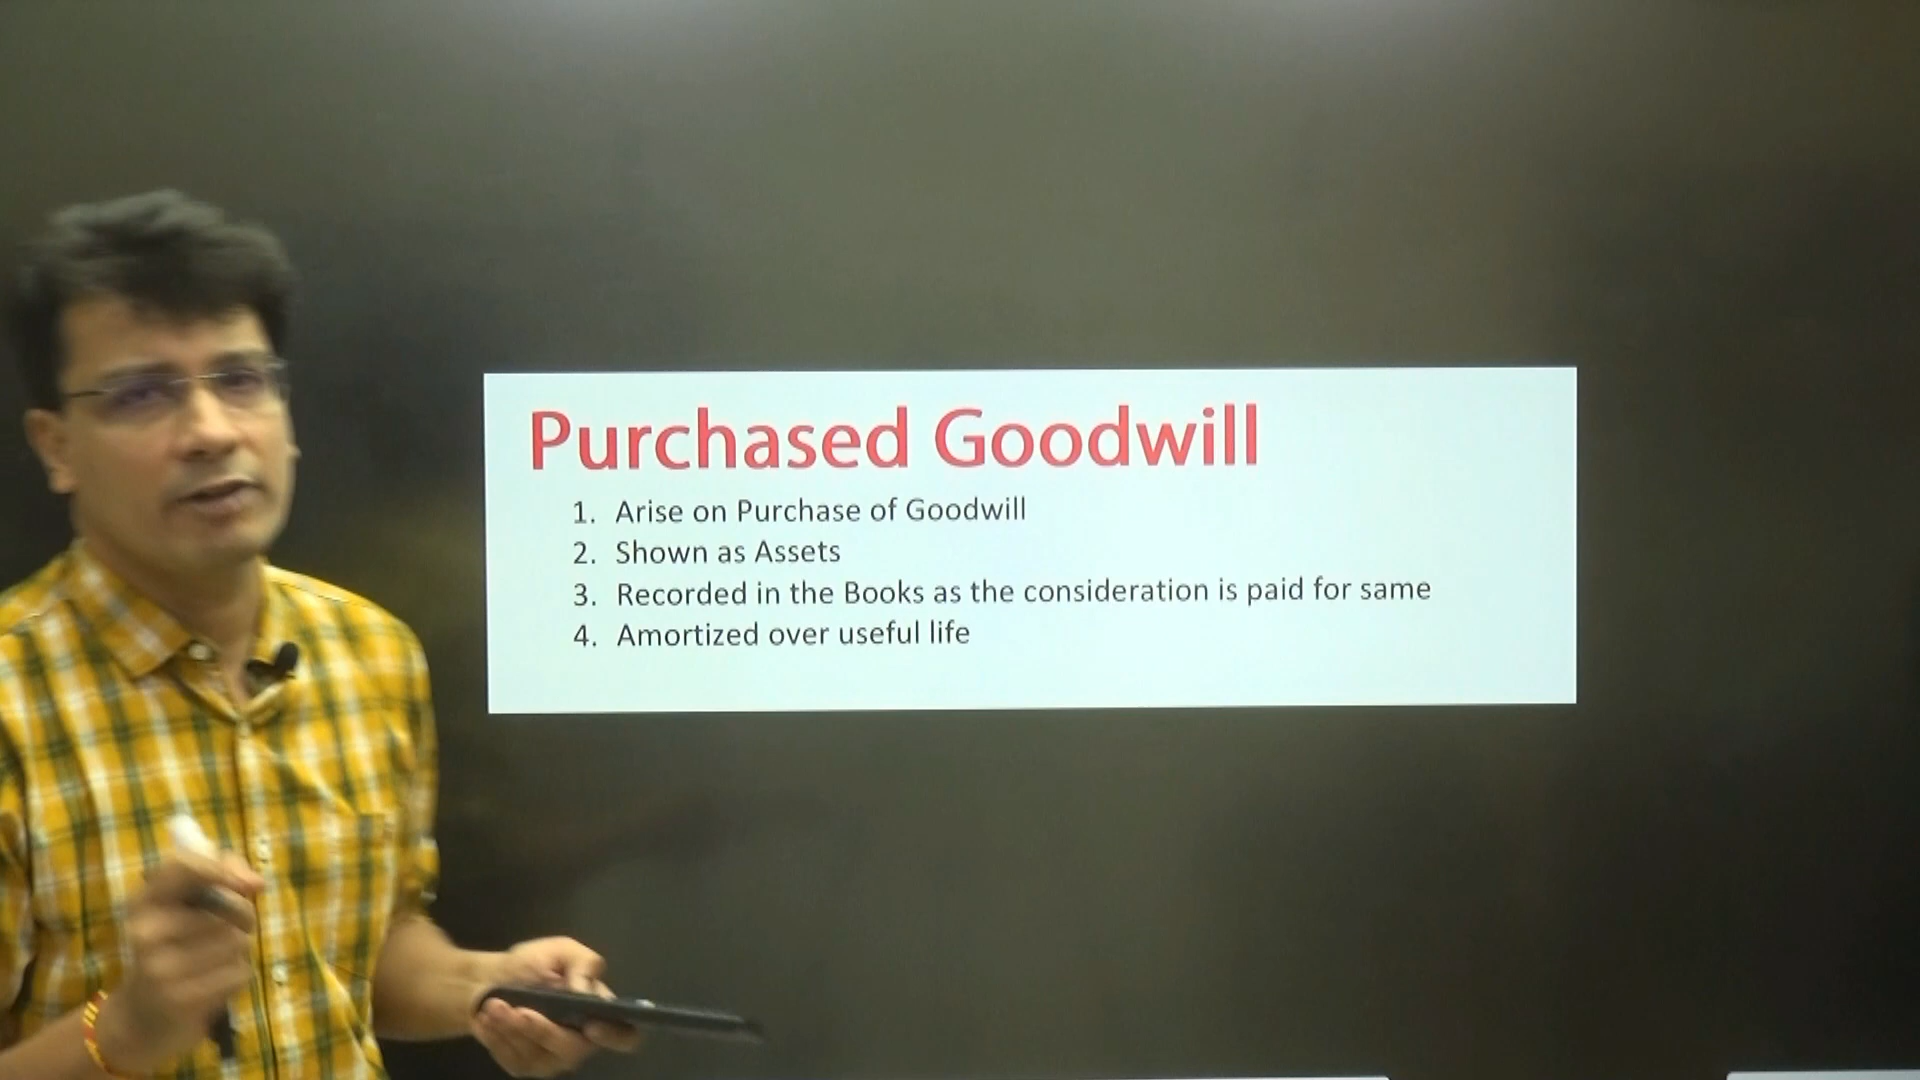 Purchased Goodwill
1. Arise on Purchase of Goodwill
2. Shown as Assets
3. Recorded in the Books as the consideration is paid for same
4. Amortized over useful life